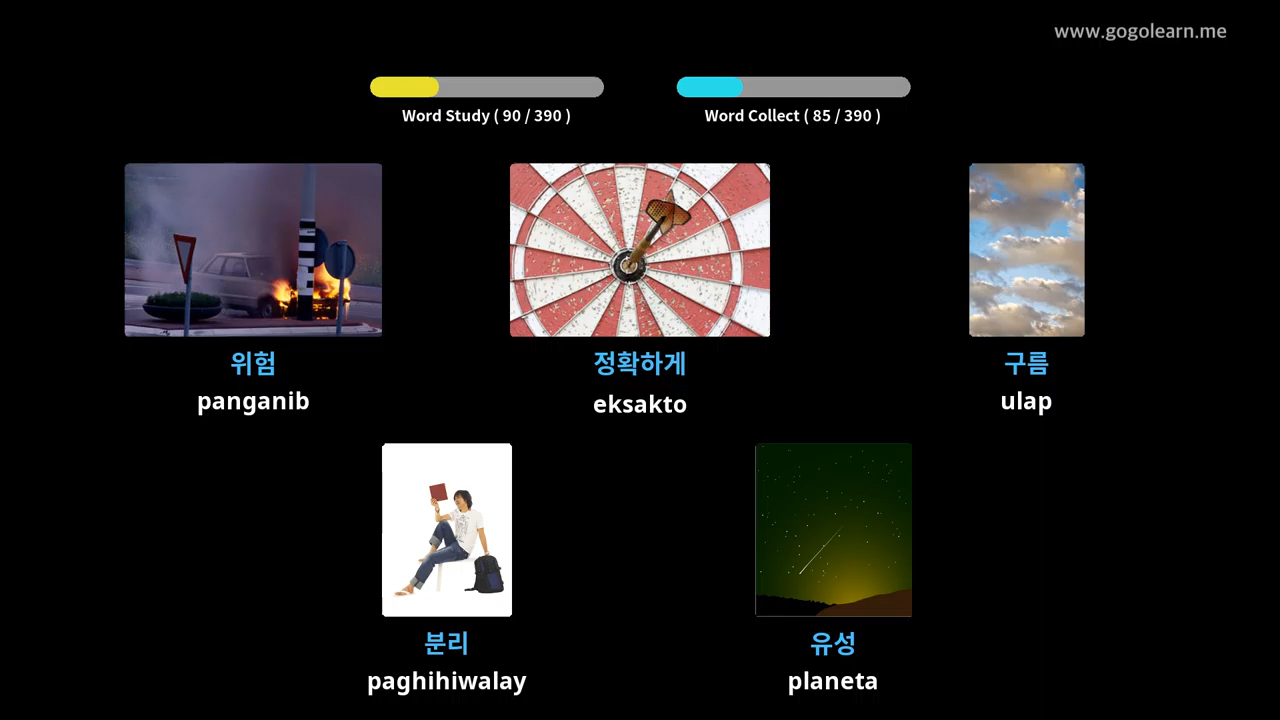 www.gogolearn.me
Word Study ( 90 / 390 )
Word Collect ( 85 / 390 )
위험
panganib
정확하게
eksakto
구름
ulap
분리
paghihiwalay
유성
planeta